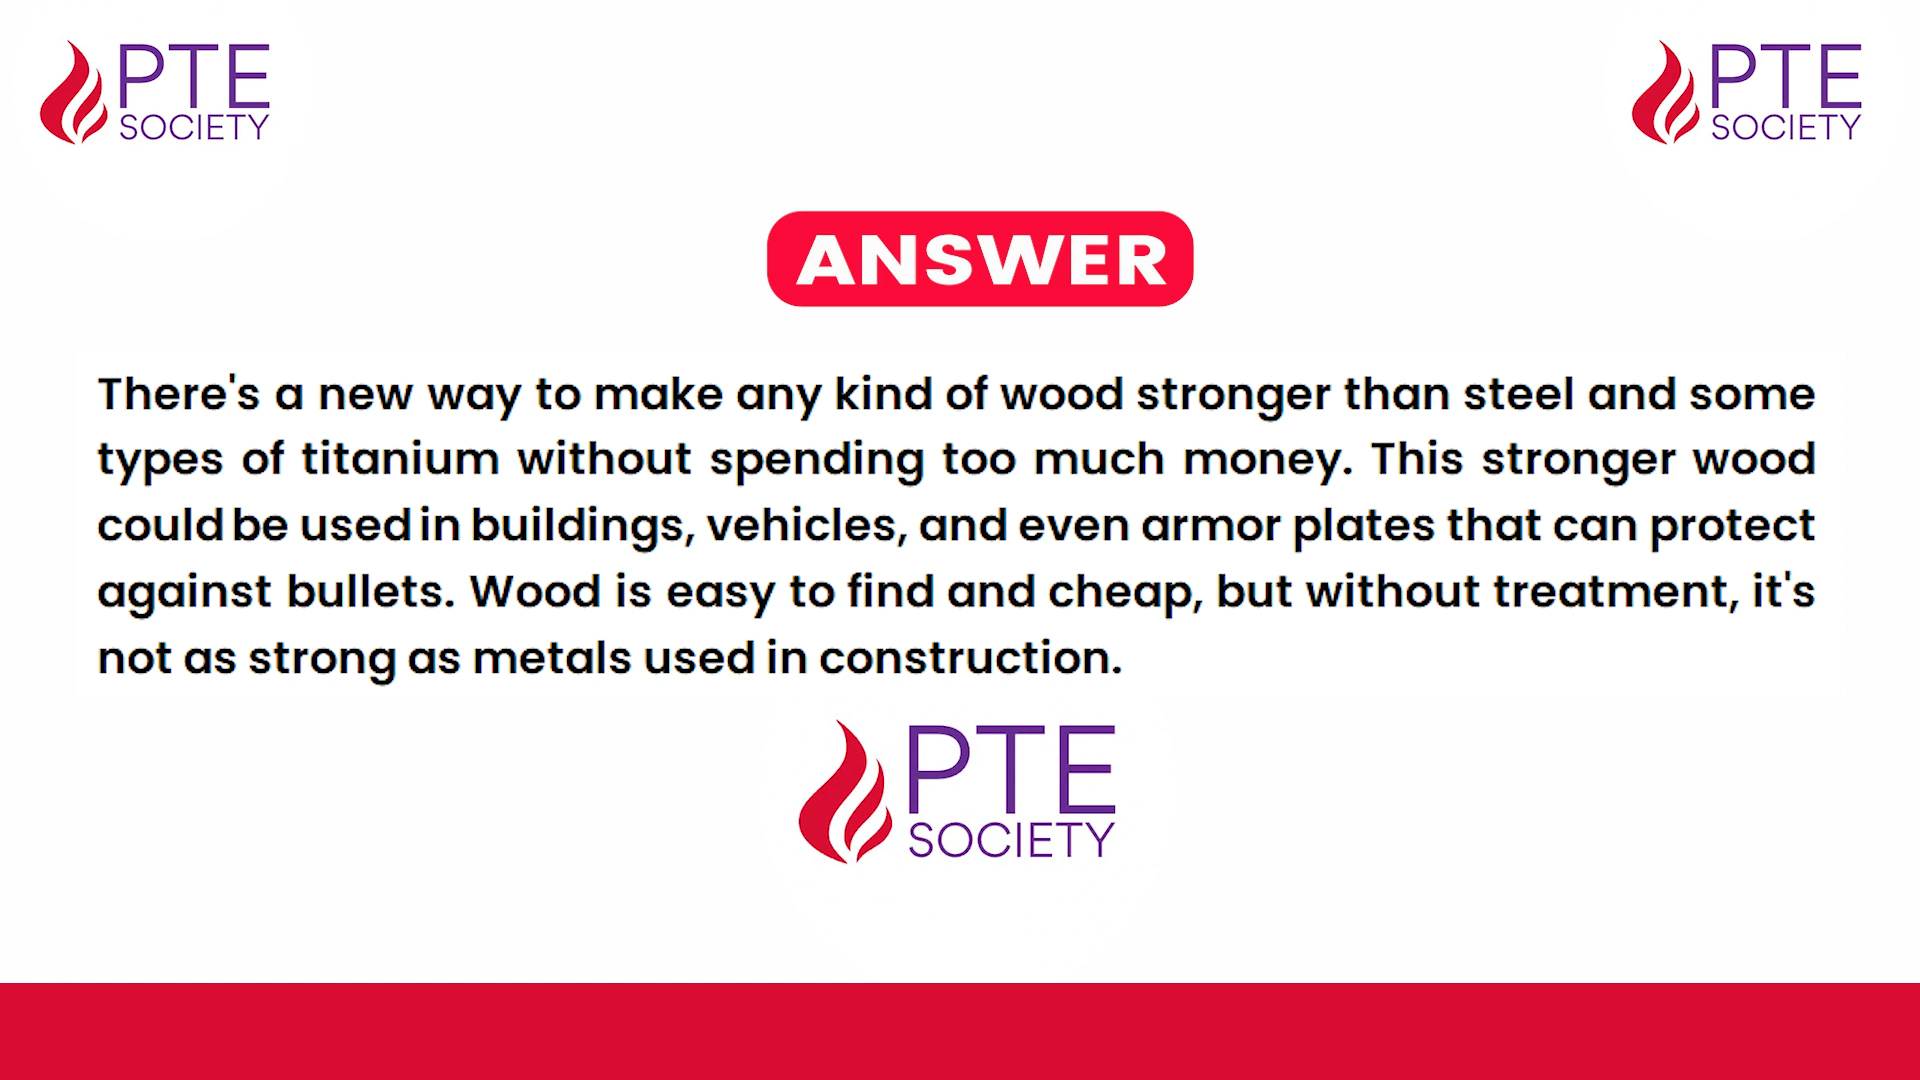 PTE
SOCIETY
PTE
SOCIETY
ANSWER
There's a new way to make any kind of wood stronger than steel and some
types of titanium without spending too much money. This stronger wood
could be used in buildings, vehicles, and even armor plates that can protect
against bullets. Wood is easy to find and cheap, but without treatment, it's
not as strong as metals used in construction.
PTE
SOCIETY